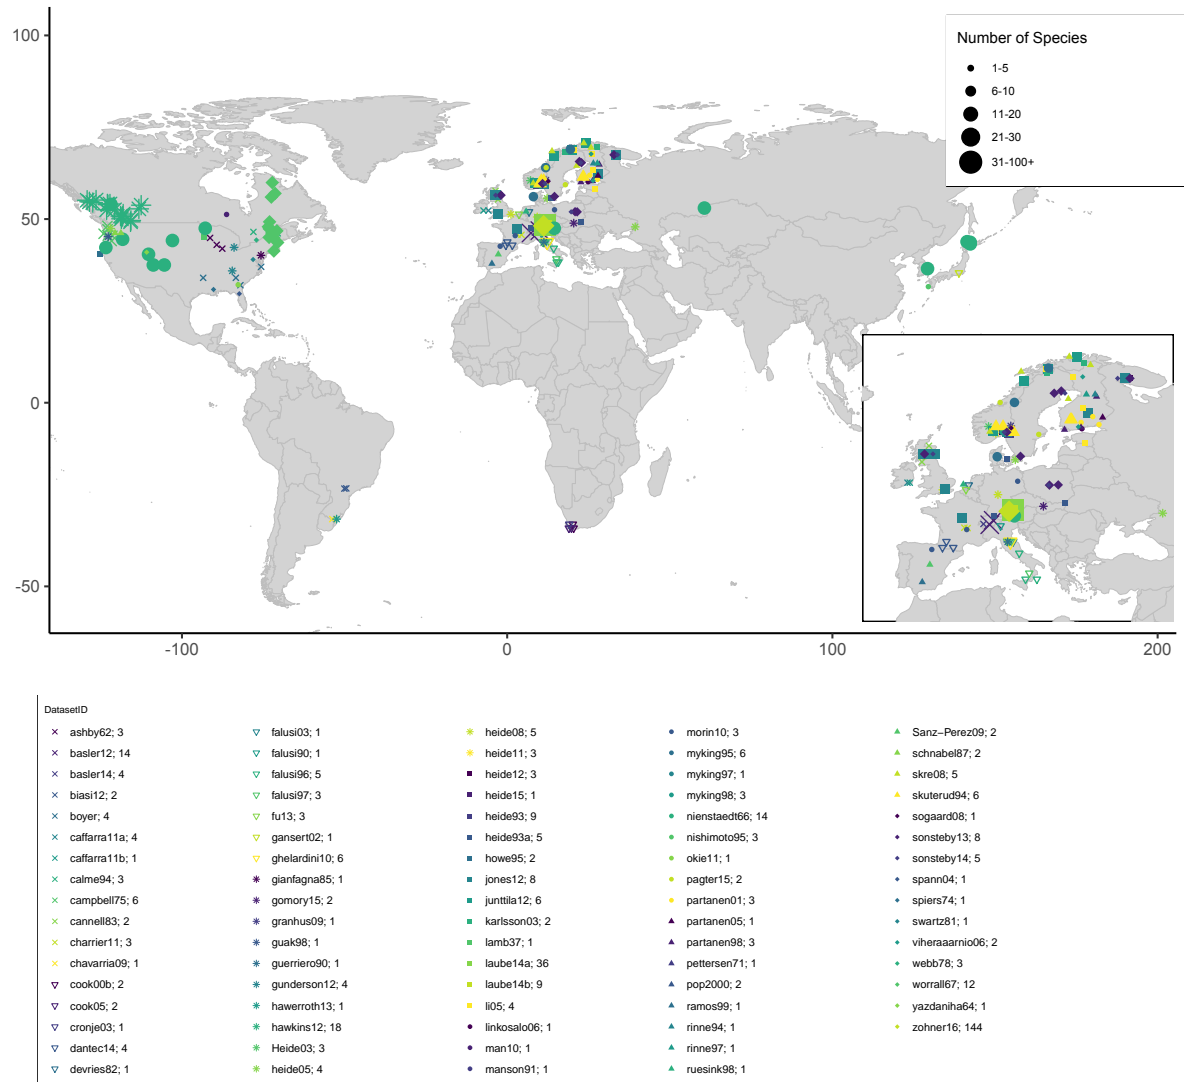 100
50
0
-50
-100
0
100
200
Number of Species
1-5
6-10
11-20
21-30
31-100+
DatasetID
ashby62; 3
basler12; 14
basler14; 4
biasi12; 2
boyer; 4
caffarra11a; 4
caffarra11b; 1
calme94; 3
campbell75; 6
cannell83; 2
charrier11; 3
chavarria09; 1
cook00b; 2
cook05; 2
cronje03; 1
dantec14; 4
devries82; 1
falusi03; 1
falusi90; 1
falusi96; 5
falusi97; 3
fu13; 3
gansert02; 1
ghelardini10; 6
gianfagna85; 1
gomory15; 2
granhus09; 1
guak98; 1
guerriero90; 1
gunderson12; 4
hawerroth13; 1
hawkins12; 18
Heide03; 3
heide05; 4
heide08; 5
heide11; 3
heide12; 3
heide15; 1
heide93; 9
heide93a; 5
howe95; 2
jones12; 8
junttila12; 6
karlsson03; 2
lamb37; 1
laube14a; 36
laube14b; 9
li05; 4
linkosalo06; 1
man10; 1
manson91; 1
morin10; 3
myking95; 6
myking97; 1
myking98; 3
nienstaedt66; 14
nishimoto95; 3
okie11; 1
pagter15; 2
partanen01; 3
partanen05; 1
partanen98; 3
pettersen71; 1
pop2000; 2
ramos99; 1
rinne94; 1
rinne97; 1
ruesink98; 1
Sanz−Perez09; 2
schnabel87; 2
skre08; 5
skuterud94; 6
sogaard08; 1
sonsteby13; 8
sonsteby14; 5
spann04; 1
spiers74; 1
swartz81; 1
viheraaarnio06; 2
webb78; 3
worrall67; 12
yazdaniha64; 1
zohner16; 144